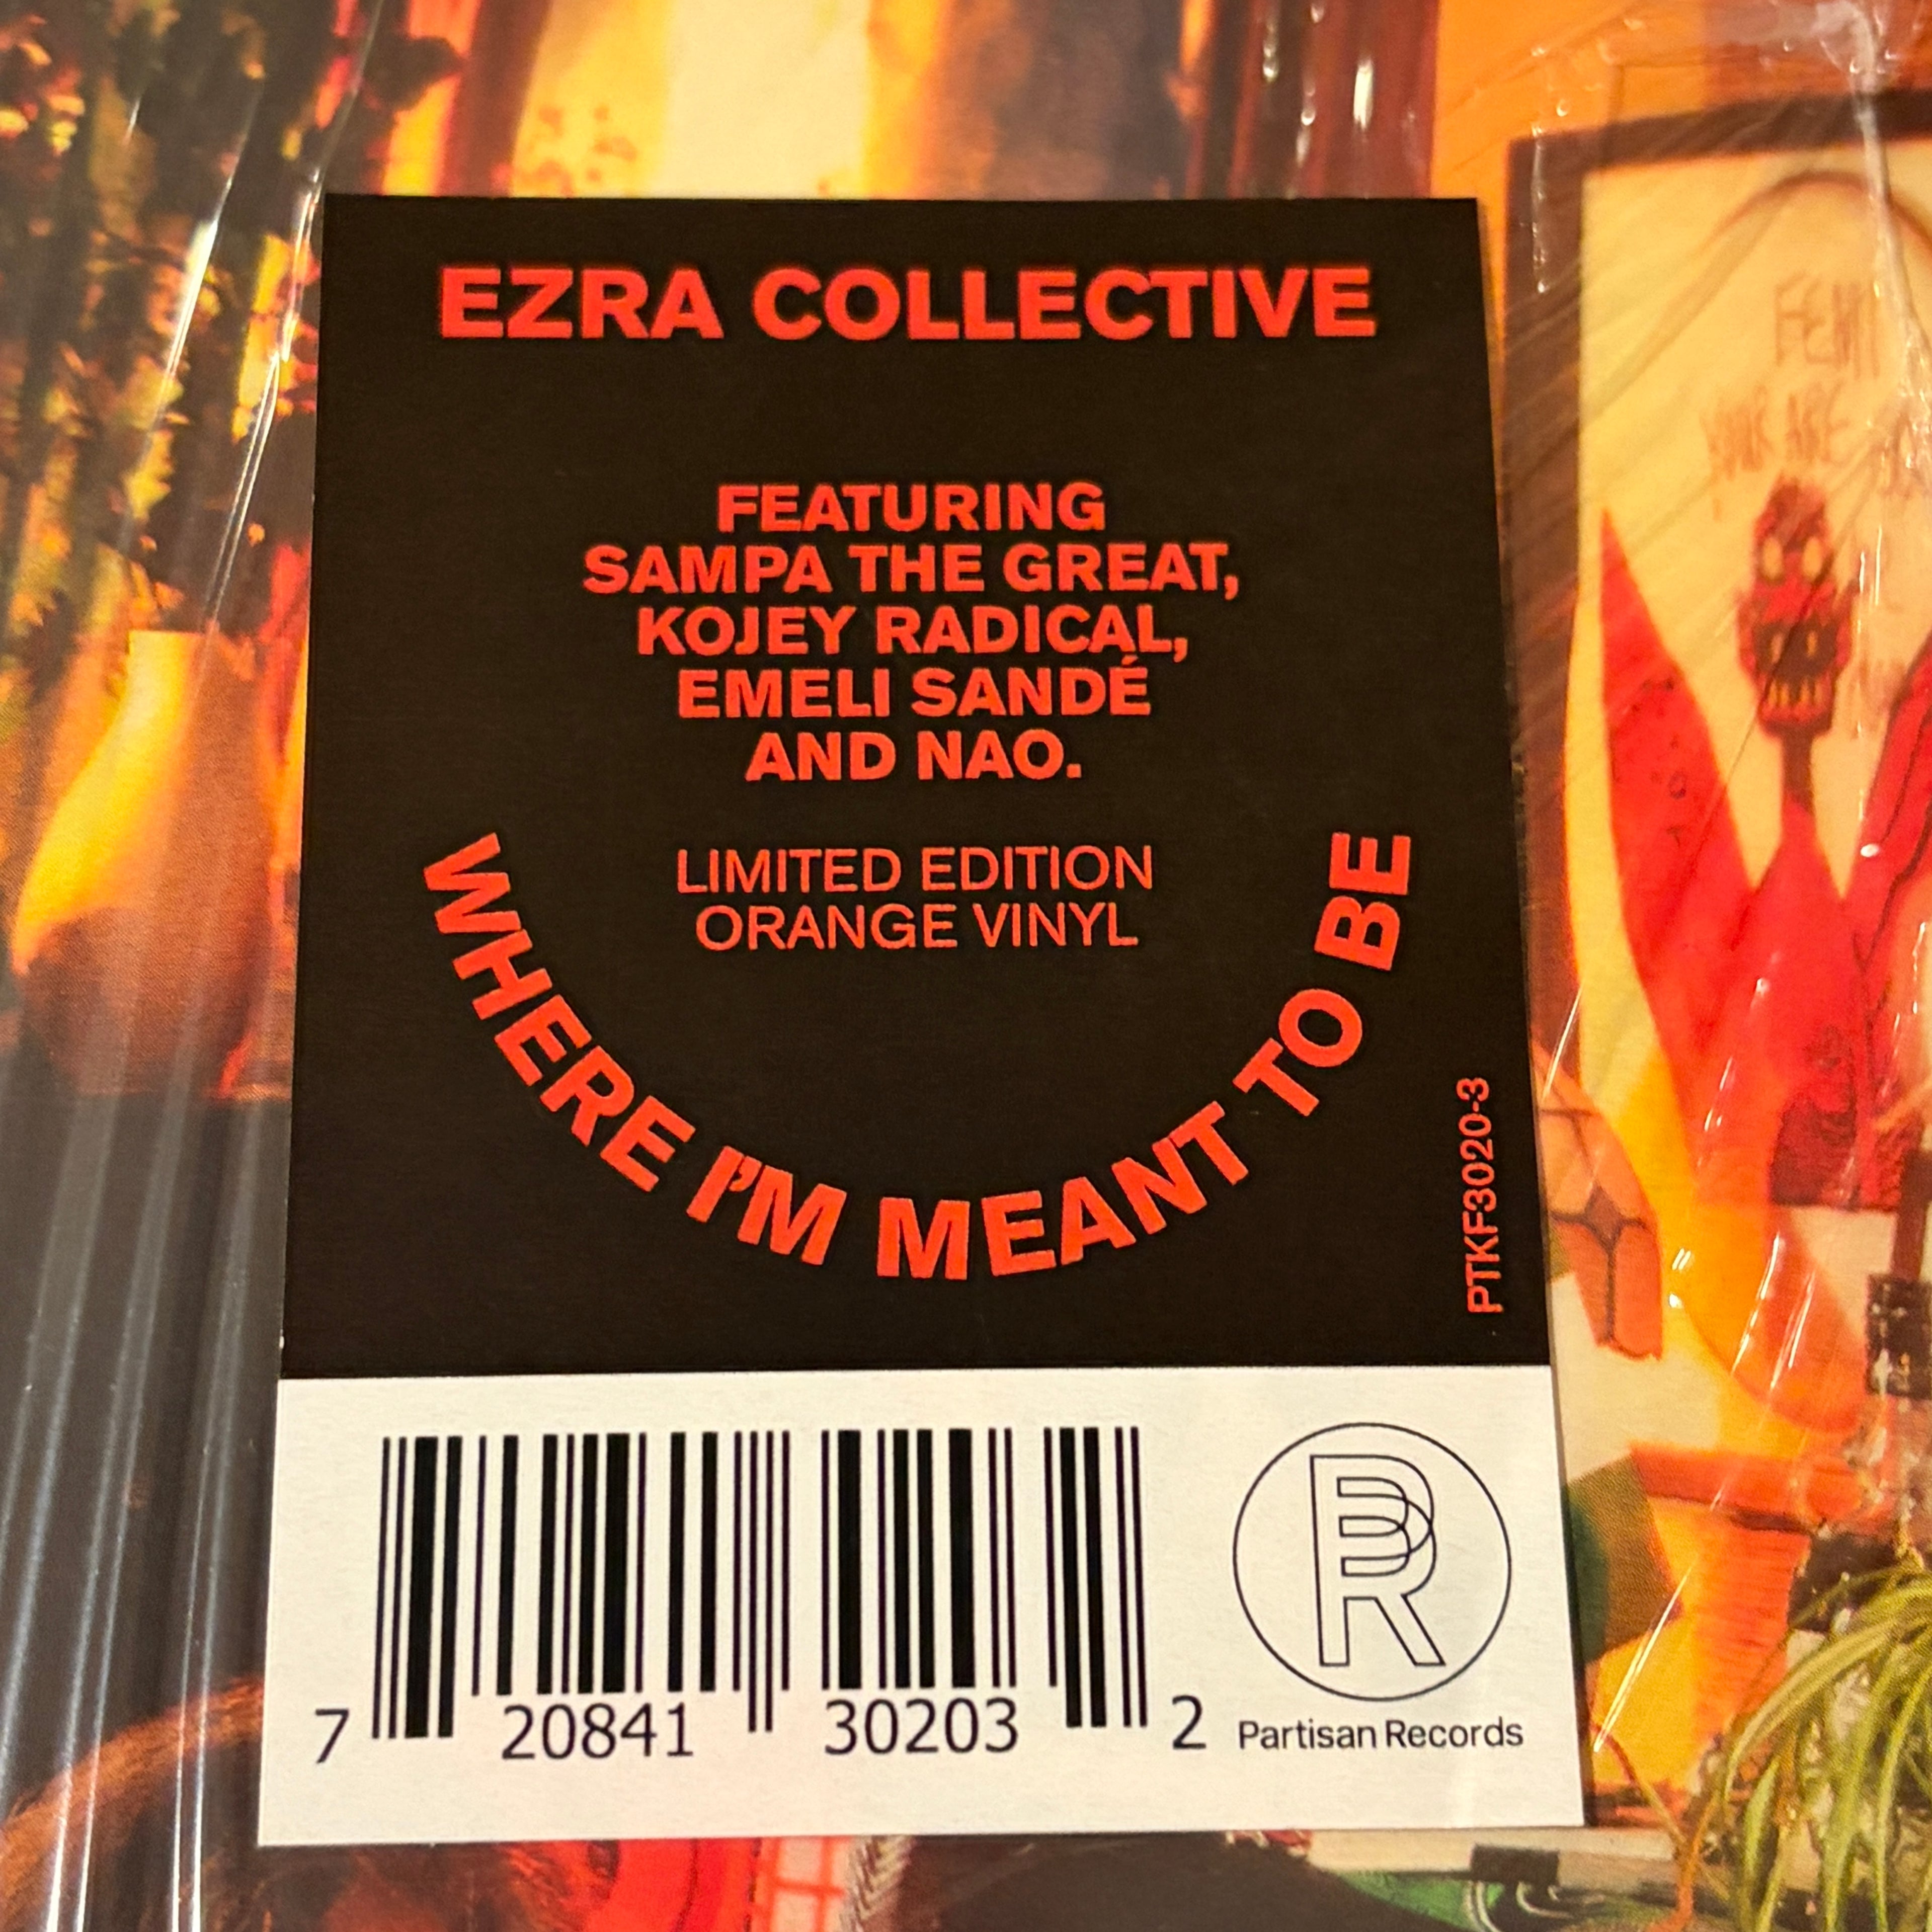 EZRA COLLECTIVE
FEATURING
SAMPA THE GREAT,
KOJEY RADICAL,
EMELI SANDÉ
AND NAO.
LIMITED EDITION
ORANGE VINYL
WHERE I'M MEANT TO BE
PTKF3020-3
7 20841 30203 2
PR
Partisan Records